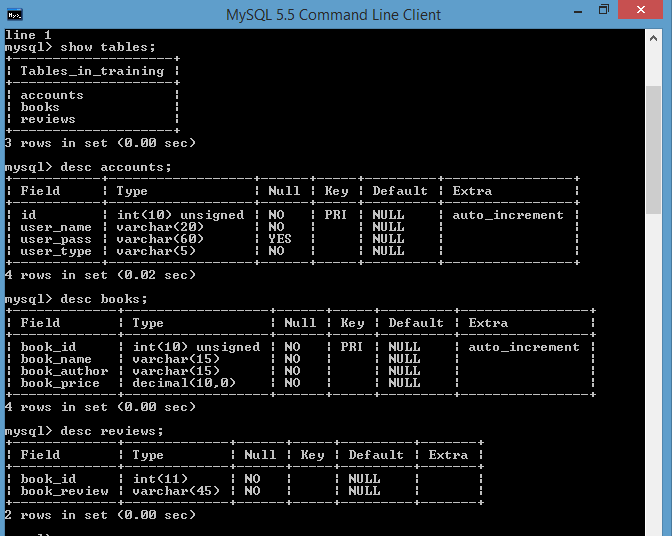 MySQL 5.5 Command Line Client
line 1
mysql> show tables;
+---------------------+
| Tables_in_training |
+---------------------+
| accounts |
| books |
| reviews |
+---------------------+
3 rows in set (0.00 sec)
mysql> desc accounts;
+-----------+------------------+------+-----+---------+----------------+
| Field | Type | Null | Key | Default | Extra |
+-----------+------------------+------+-----+---------+----------------+
| id | int(10) unsigned | NO | PRI | NULL | auto_increment |
| user_name | varchar(20) | NO | | NULL | |
| user_pass | varchar(60) | YES | | NULL | |
| user_type | varchar(5) | NO | | NULL | |
+-----------+------------------+------+-----+---------+----------------+
4 rows in set (0.02 sec)
mysql> desc books;
+-------------+------------------+------+-----+---------+----------------+
| Field | Type | Null | Key | Default | Extra |
+-------------+------------------+------+-----+---------+----------------+
| book_id | int(10) unsigned | NO | PRI | NULL | auto_increment |
| book_name | varchar(15) | NO | | NULL | |
| book_author | varchar(15) | NO | | NULL | |
| book_price | decimal(10,0) | NO | | NULL | |
+-------------+------------------+------+-----+---------+----------------+
4 rows in set (0.00 sec)
mysql> desc reviews;
+-------------+-------------+------+-----+---------+-------+
| Field | Type | Null | Key | Default | Extra |
+-------------+-------------+------+-----+---------+-------+
| book_id | int(11) | NO | | NULL | |
| book_review | varchar(45) | NO | | NULL | |
+-------------+-------------+------+-----+---------+-------+
2 rows in set (0.00 sec)